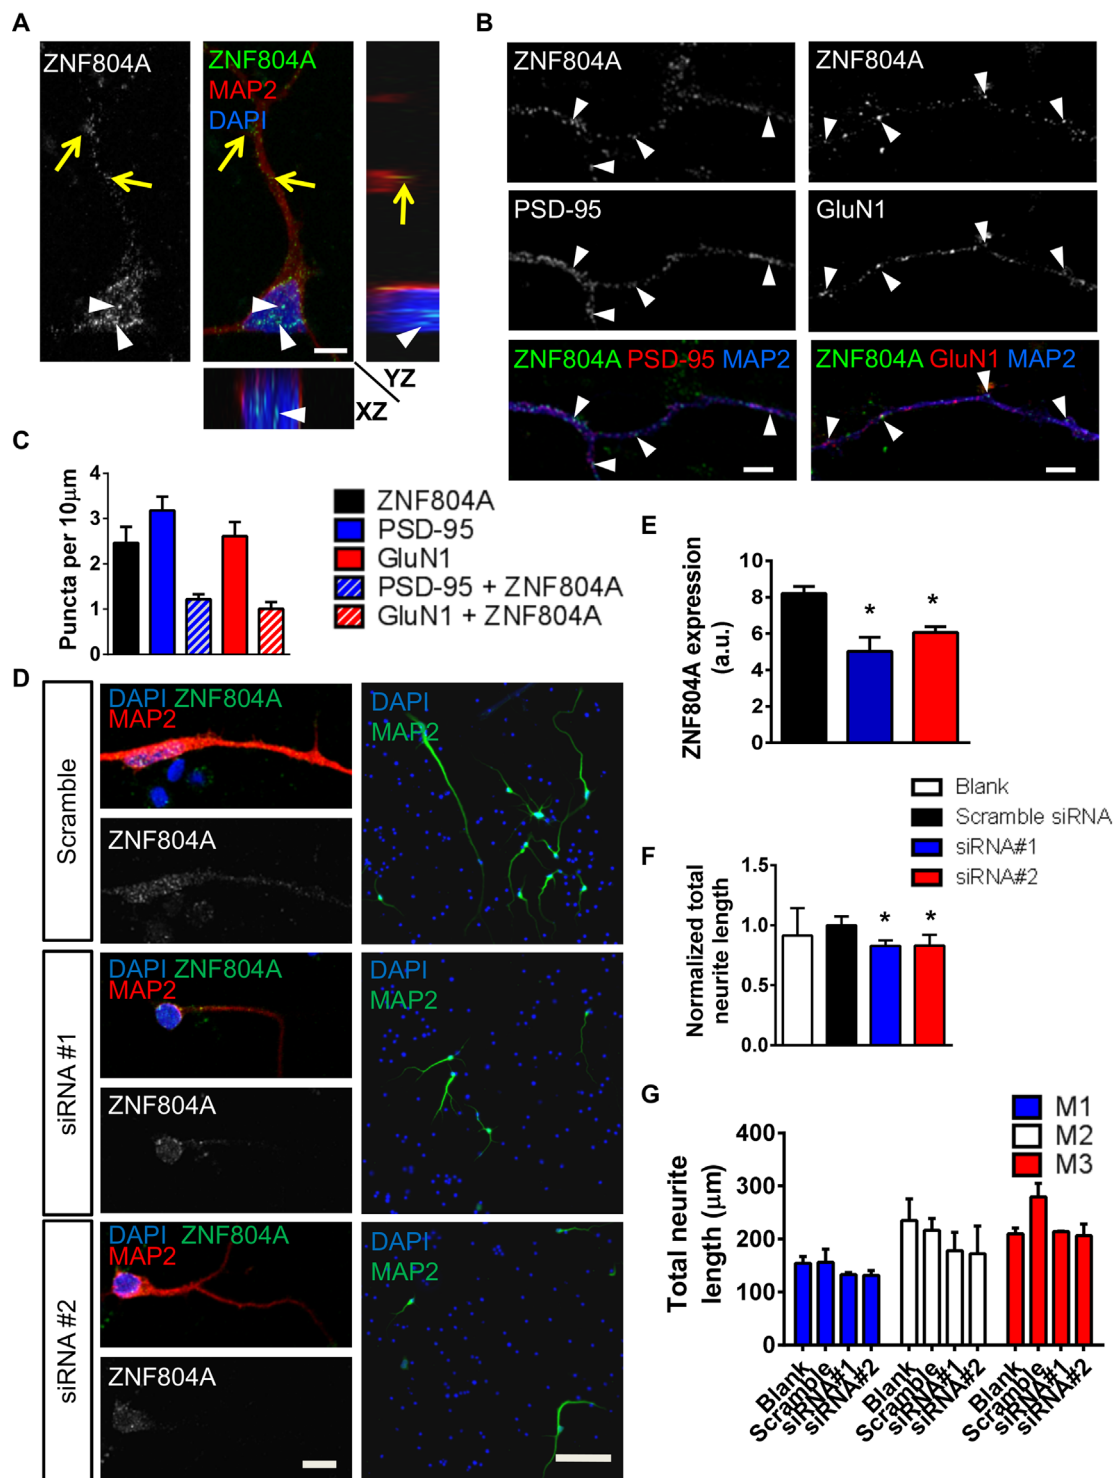 A
ZNF804A
ZNF804A
MAP2
DAPI
YZ
XZ
B
ZNF804A
ZNF804A
PSD-95
GluN1
ZNF804A PSD-95 MAP2
ZNF804A GluN1 MAP2
C
Puncta per 10μm
4
3
2
1
0
ZNF804A
PSD-95
GluN1
PSD-95 + ZNF804A
GluN1 + ZNF804A
D
Scramble
DAPI ZNF804A
MAP2
ZNF804A
DAPI
MAP2
siRNA #1
DAPI ZNF804A
MAP2
ZNF804A
DAPI
MAP2
siRNA #2
DAPI ZNF804A
MAP2
ZNF804A
DAPI
MAP2
E
ZNF804A expression
(a.u.)
10
8
6
4
2
0
*
*
Blank
Scramble siRNA
siRNA#1
siRNA#2
F
Normalized total
neurite length
1.5
1.0
0.5
0.0
*
*
G
M1
M2
M3
Total neurite
length (μm)
400
300
200
100
0
Blank
Scramble
siRNA#1
siRNA#2
Blank
Scramble
siRNA#1
siRNA#2
Blank
Scramble
siRNA#1
siRNA#2